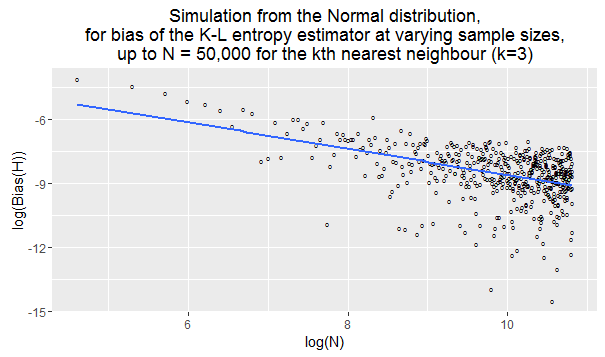 Simulation from the Normal distribution,
for bias of the K-L entropy estimator at varying sample sizes,
up to N = 50,000 for the kth nearest neighbour (k=3)
log(Bias(H))
-6
-9
-12
-15
6 8 10
log(N)